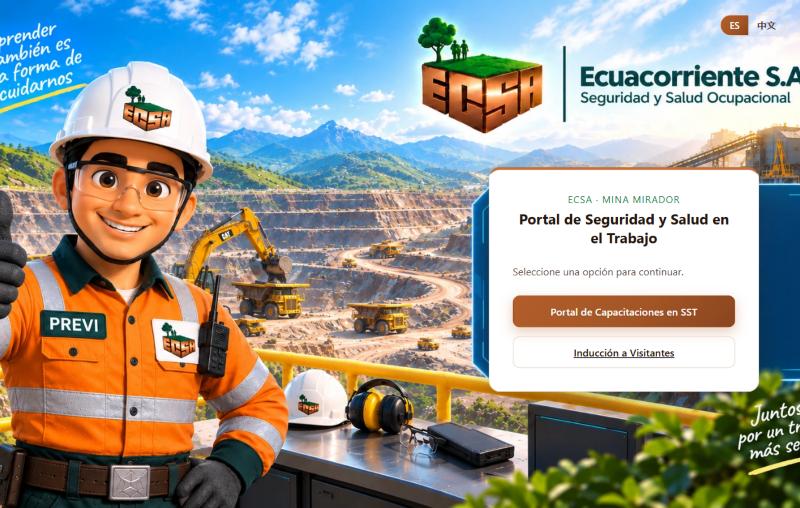 prender
ambién es
a forma de
cuidarnos
ES 中文
ECSA
Ecuacorriente S.A
Seguridad y Salud Ocupacional
ECSA
ECSA · MINA MIRADOR
Portal de Seguridad y Salud en
el Trabajo
Seleccione una opción para continuar.
Portal de Capacitaciones en SST
Inducción a Visitantes
CAT
PREVI
ECSA
ECSA
Juntos
por un tr
más se